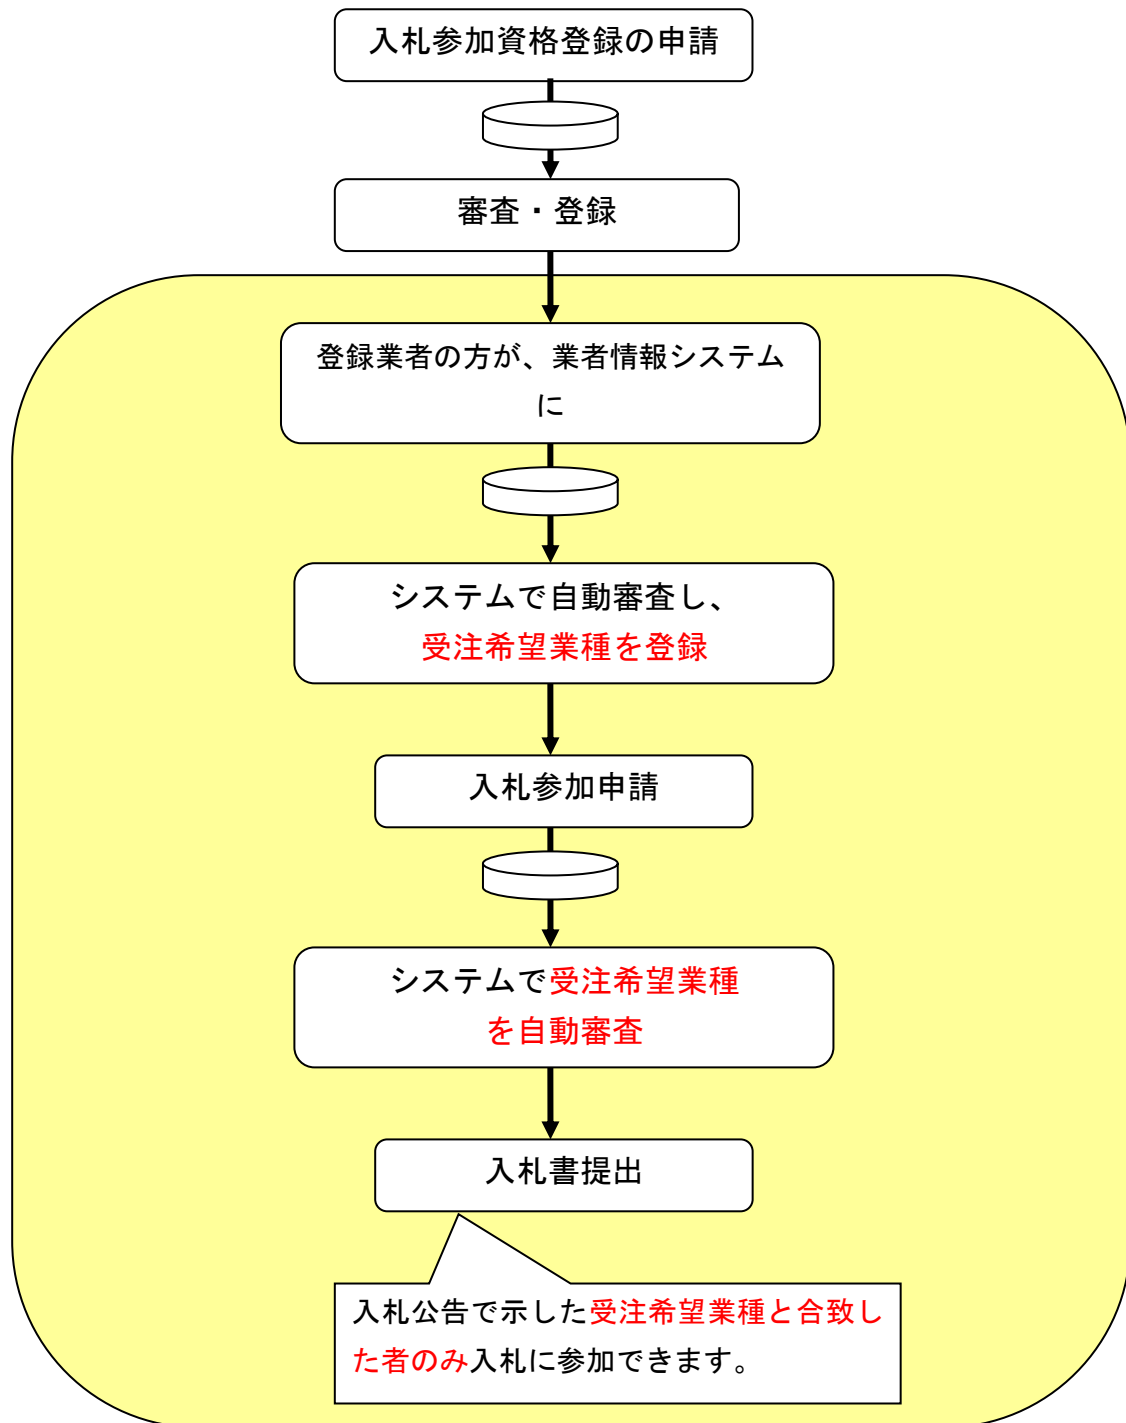 入札参加資格登録の申請
審査・登録
登録業者の方が、業者情報システム
に
システムで自動審査し、
受注希望業種を登録
入札参加申請
システムで受注希望業種
を自動審査
入札書提出
入札公告で示した受注希望業種と合致し
た者のみ入札に参加できます。